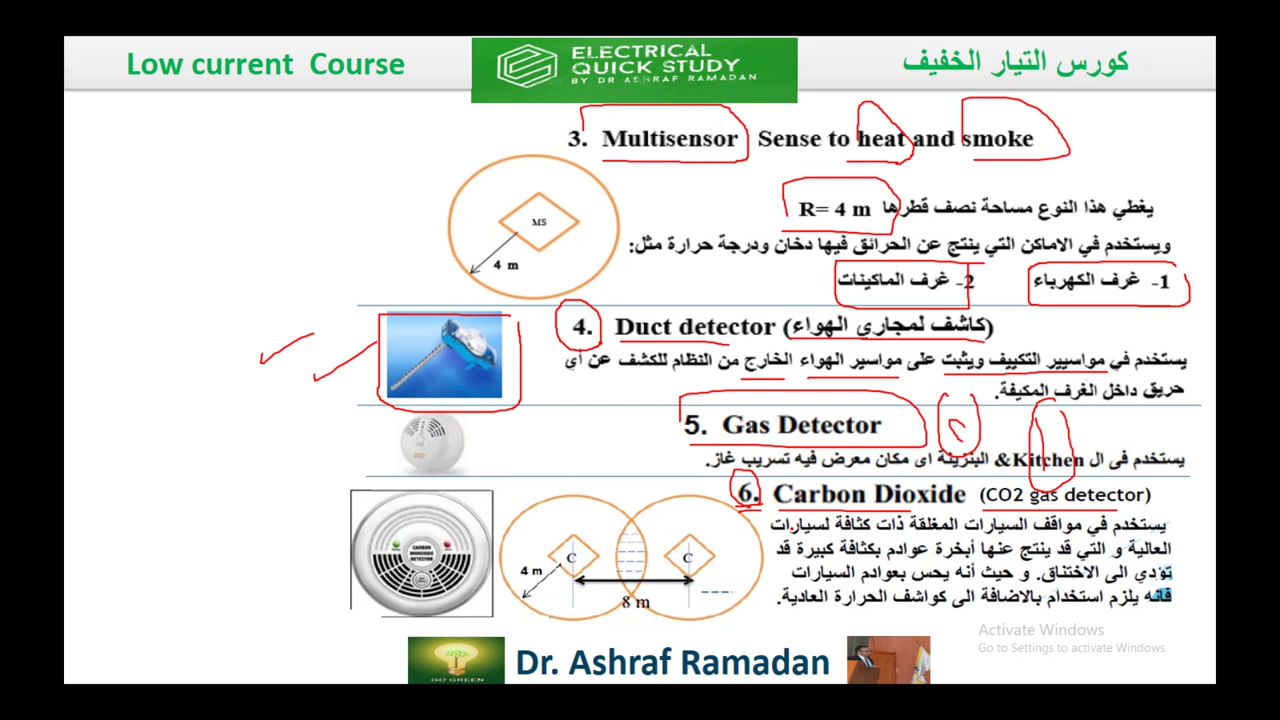 Low current Course
ELECTRICAL
QUICK STUDY
BY DR ASHRAF RAMADAN
كورس التيار الخفيف
3. Multisensor Sense to heat and smoke
يغطي هذا النوع مساحة نصف قطرها R= 4 m
ويستخدم في الاماكن التي ينتج عن الحرائق فيها دخان ودرجة حرارة مثل:
1- غرف الكهرباء 2- غرف الماكينات
MS
4 m
4. Duct detector (كاشف لمجاري الهواء)
يستخدم في مواسيير التكييف ويثبت على مواسير الهواء الخارج من النظام للكشف عن أي
حريق داخل الغرف المكيفة.
5. Gas Detector
يستخدم فى ال Kitchen& البنزينة اى مكان معرض فيه تسريب غاز.
6. Carbon Dioxide (CO2 gas detector)
يستخدم في مواقف السيارات المغلقة ذات كثافة لسيارات
العالية و التي قد ينتج عنها أبخرة عوادم بكثافة كبيرة قد
تؤدي الى الاختناق. و حيث أنه يحس بعوادم السيارات
فانه يلزم استخدام بالاضافة الى كواشف الحرارة العادية.
CARBON
MONOXIDE
DETECTOR
C
C
4 m
8 m
Activate Windows
Go to Settings to activate Windows.
GO GREEN
Dr. Ashraf Ramadan